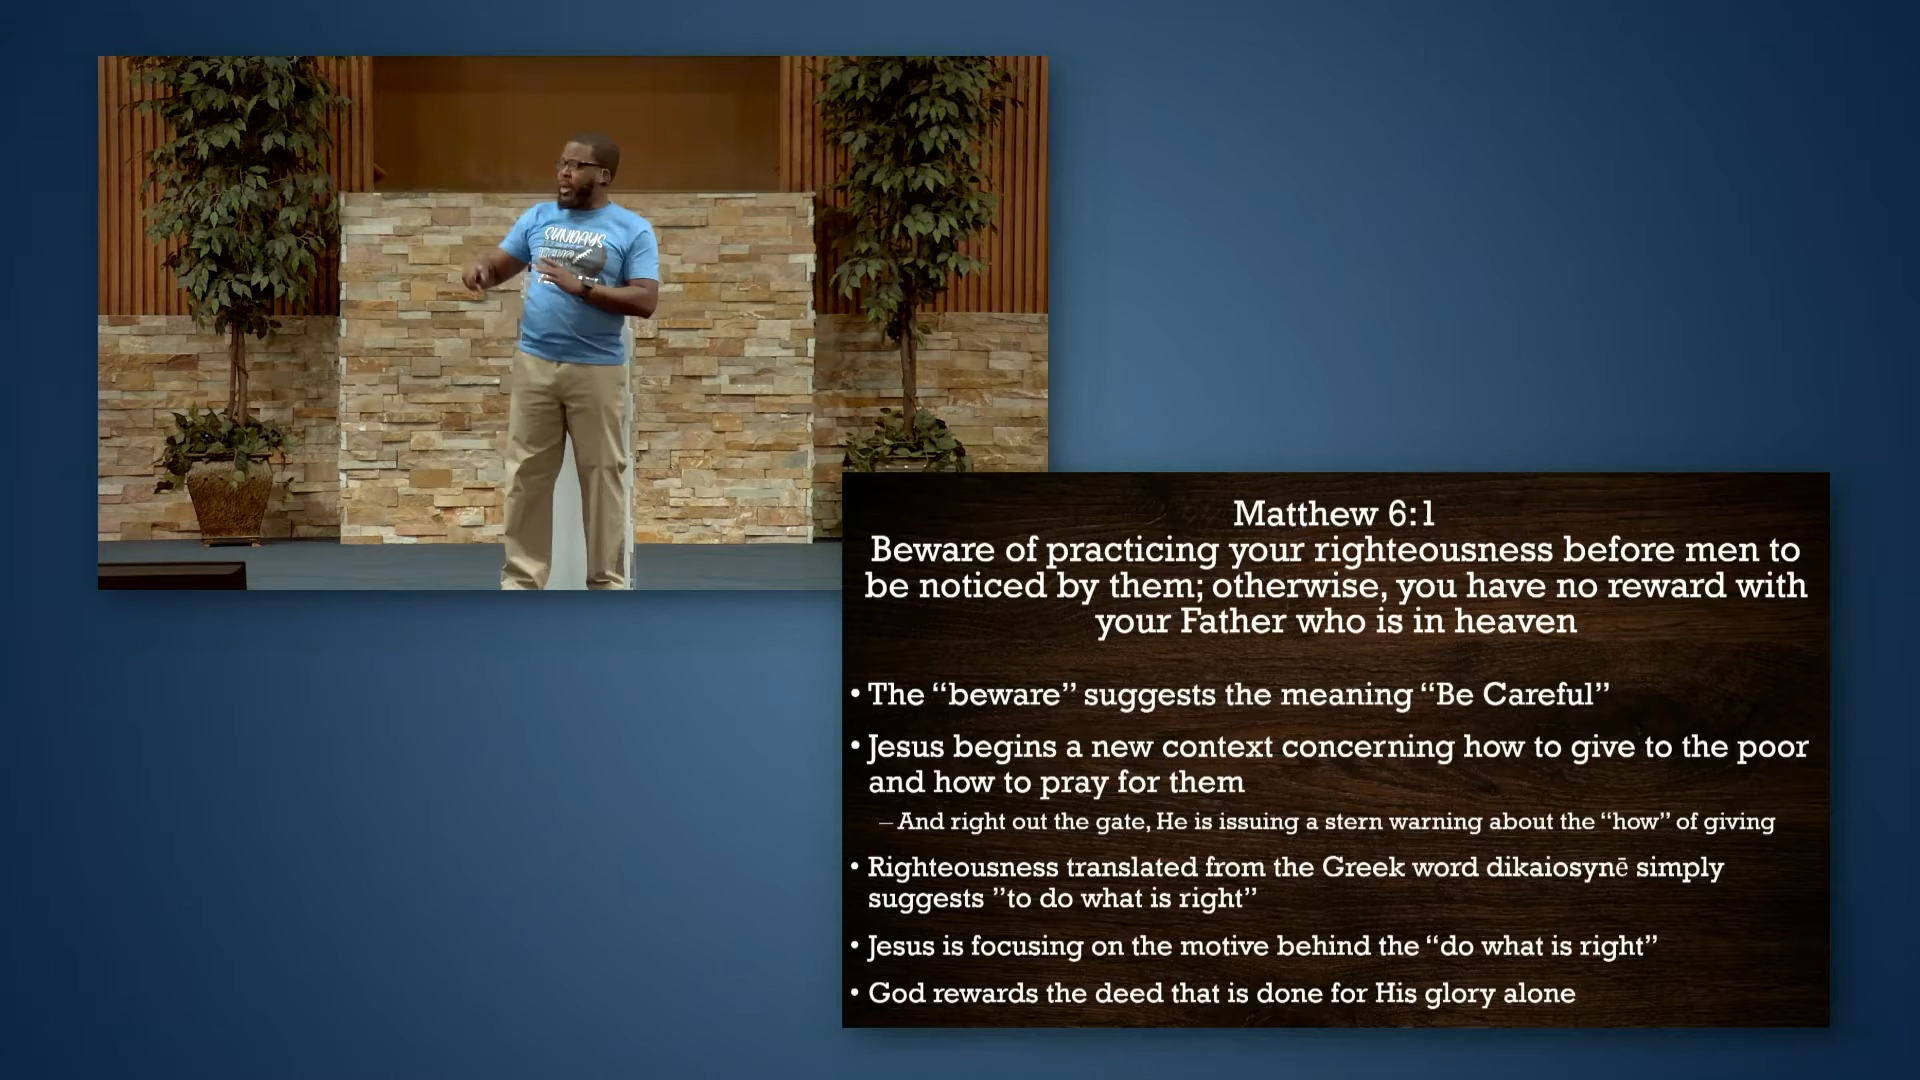 SUNDAYS
Matthew 6:1
Beware of practicing your righteousness before men to
be noticed by them; otherwise, you have no reward with
your Father who is in heaven
• The “beware” suggests the meaning “Be Careful”
• Jesus begins a new context concerning how to give to the poor
and how to pray for them
– And right out the gate, He is issuing a stern warning about the “how” of giving
• Righteousness translated from the Greek word dikaiosynē simply
suggests ”to do what is right”
• Jesus is focusing on the motive behind the “do what is right”
• God rewards the deed that is done for His glory alone